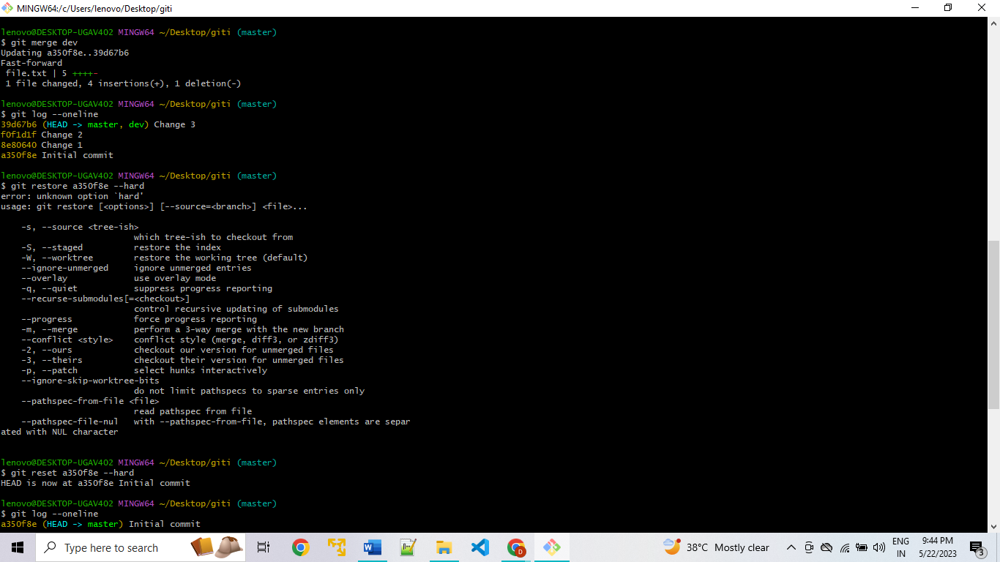 MINGW64:/c/Users/lenovo/Desktop/giti
lenovo@DESKTOP-UGAV402 MINGW64 ~/Desktop/giti (master)
$ git merge dev
Updating a350f8e..39d67b6
Fast-forward
 file.txt | 5 ++++-
 1 file changed, 4 insertions(+), 1 deletion(-)
lenovo@DESKTOP-UGAV402 MINGW64 ~/Desktop/giti (master)
$ git log --oneline
39d67b6 (HEAD -> master, dev) Change 3
f0f1d1f Change 2
8e80640 Change 1
a350f8e Initial commit
lenovo@DESKTOP-UGAV402 MINGW64 ~/Desktop/giti (master)
$ git restore a350f8e --hard
error: unknown option `hard'
usage: git restore [<options>] [--source=<branch>] <file>...
    -s, --source <tree-ish>
                          which tree-ish to checkout from
    -S, --staged          restore the index
    -W, --worktree        restore the working tree (default)
    --ignore-unmerged     ignore unmerged entries
    --overlay             use overlay mode
    -q, --quiet           suppress progress reporting
    --recurse-submodules[=<checkout>]
                          control recursive updating of submodules
    --progress            force progress reporting
    -m, --merge           perform a 3-way merge with the new branch
    --conflict <style>    conflict style (merge, diff3, or zdiff3)
    -2, --ours            checkout our version for unmerged files
    -3, --theirs          checkout their version for unmerged files
    -p, --patch           select hunks interactively
    --ignore-skip-worktree-bits
                          do not limit pathspecs to sparse entries only
    --pathspec-from-file <file>
                          read pathspec from file
    --pathspec-file-nul   with --pathspec-from-file, pathspec elements are separ
ated with NUL character
lenovo@DESKTOP-UGAV402 MINGW64 ~/Desktop/giti (master)
$ git reset a350f8e --hard
HEAD is now at a350f8e Initial commit
lenovo@DESKTOP-UGAV402 MINGW64 ~/Desktop/giti (master)
$ git log --oneline
a350f8e (HEAD -> master) Initial commit
Type here to search
38°C Mostly clear
ENG
IN
9:44 PM
5/22/2023
3